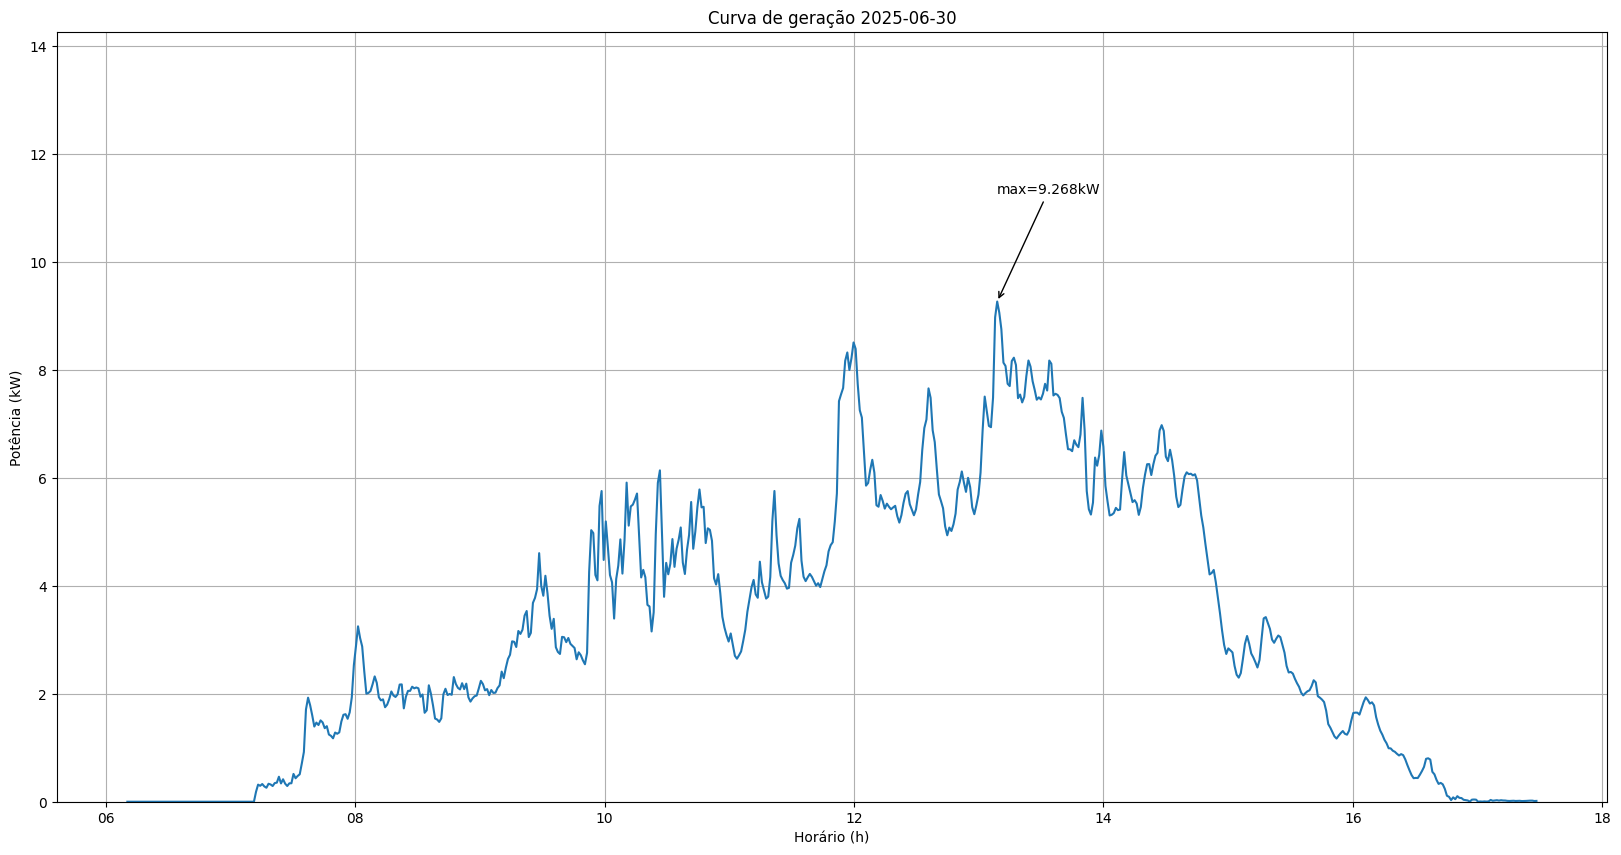 Curva de geração 2025-06-30
14
12
max=9.268kW
10
8
Potência (kW)
6
4
2
0
06 08 10 12 14 16 18
Horário (h)